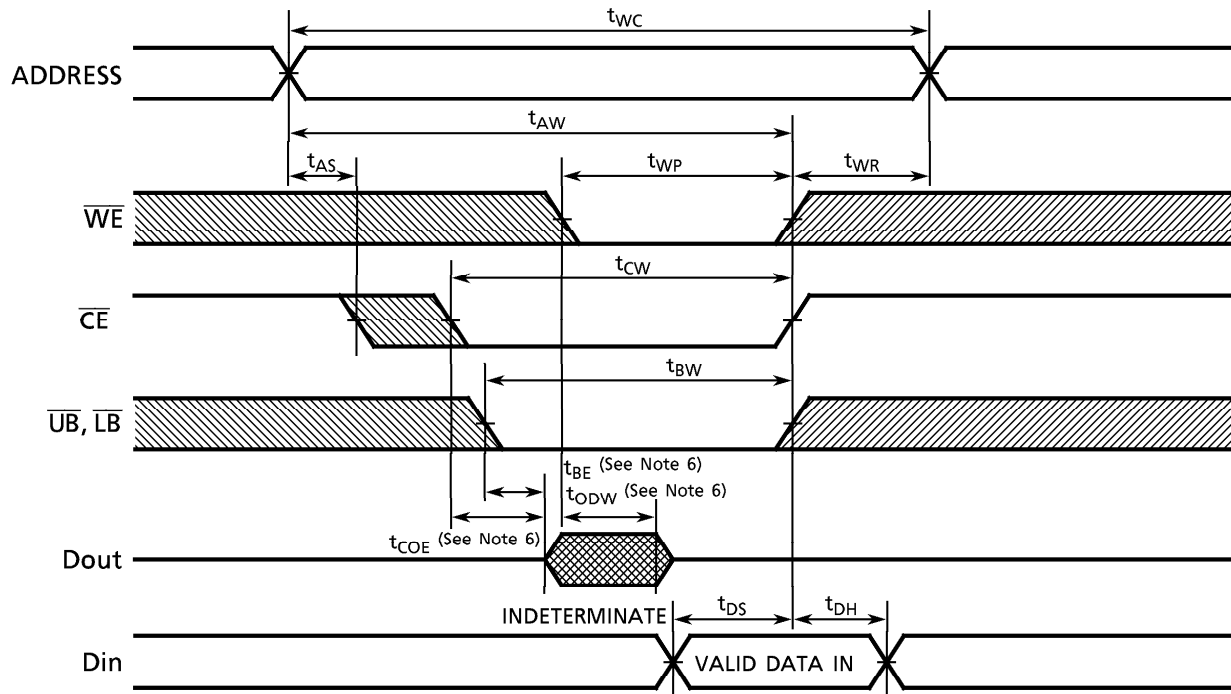 tWC
ADDRESS
tAW
tAS
tWP
tWR
WE
tCW
CE
tBW
UB, LB
tBE (See Note 6)
tODW (See Note 6)
tCOE (See Note 6)
Dout
INDETERMINATE
tDS
tDH
Din
VALID DATA IN